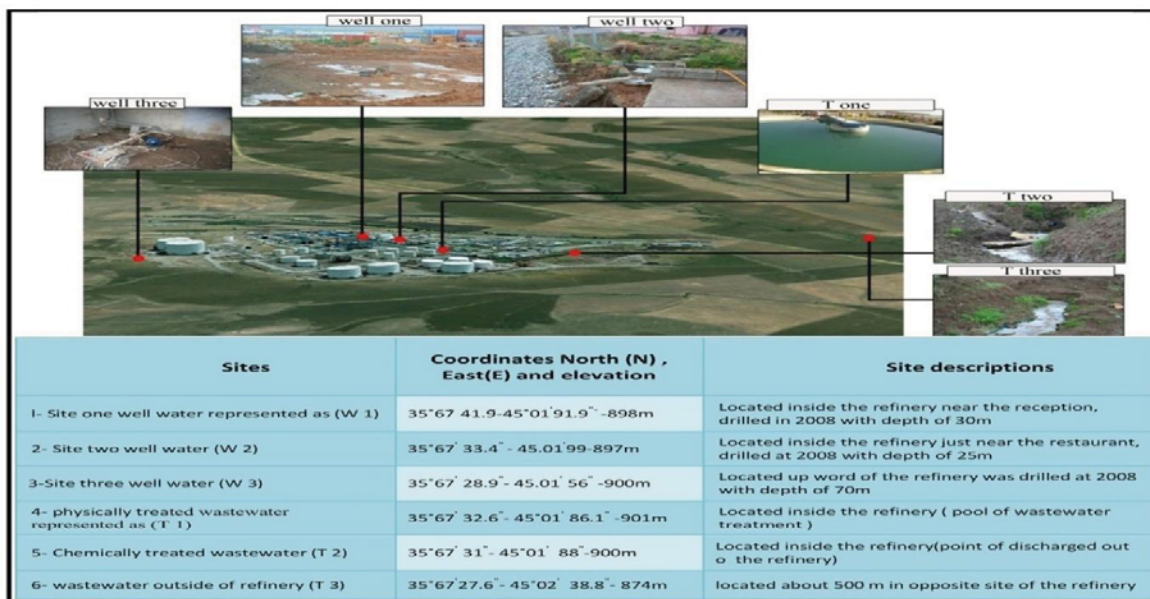 well one
well two
well three
T one
T two
T three
Sites
Coordinates North (N) ,
East(E) and elevation
Site descriptions
I- Site one well water represented as (W 1)
35°67 41.9-45°01'91.9" -898m
Located inside the refinery near the reception,
drilled in 2008 with depth of 30m
2- Site two well water (W 2)
35°67' 33.4"- 45.01'99-897m
Located inside the refinery just near the restaurant,
drilled at 2008 with depth of 25m
3-Site three well water (W 3)
35°67' 28.9"- 45.01' 56" -900m
Located up word of the refinery was drilled at 2008
with depth of 70m
4- physically treated wastewater
represented as (T 1)
35°67' 32.6"- 45°01' 86.1" -901m
Located inside the refinery ( pool of wastewater
treatment )
5- Chemically treated wastewater (T 2)
35°67' 31"- 45°01' 88"-900m
Located inside the refinery(point of discharged out
o the refinery)
6- wastewater outside of refinery (T 3)
35°67'27.6"- 45°02' 38.8"- 874m
located about 500 m in opposite site of the refinery